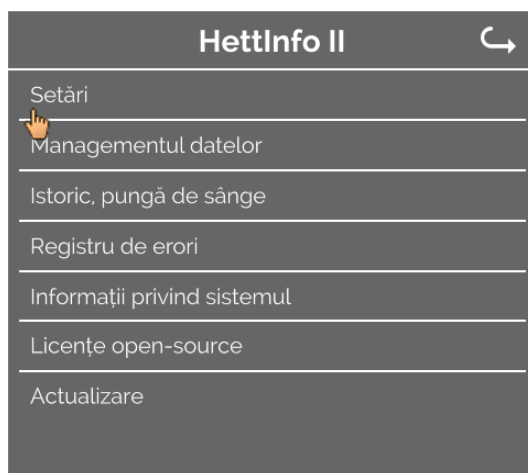 HettInfo II
Setări
Managementul datelor
Istoric, pungă de sânge
Registru de erori
Informații privind sistemul
Licențe open-source
Actualizare